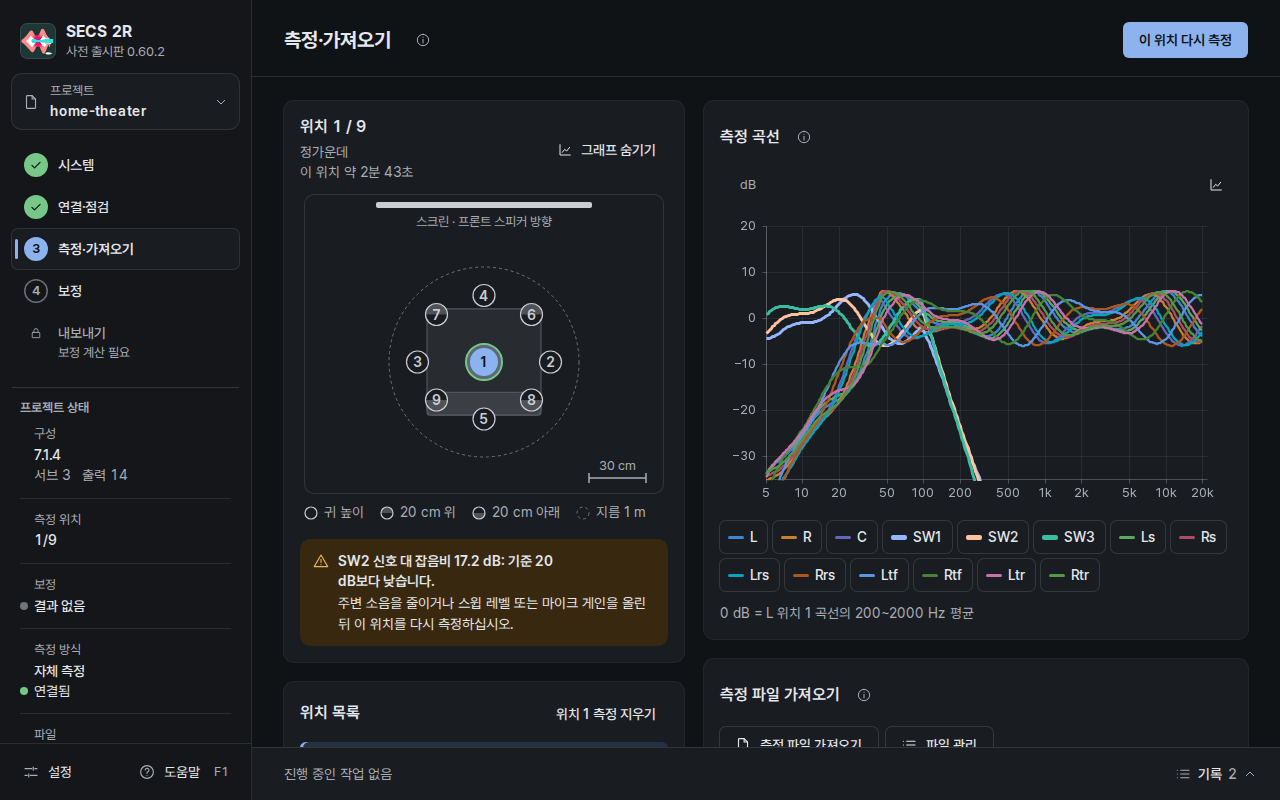 SECS 2R
사전 출시판 0.60.2
프로젝트
home-theater
시스템
연결·점검
3 측정·가져오기
4 보정
내보내기
보정 계산 필요
프로젝트 상태
구성
7.1.4
서브 3 출력 14
측정 위치
1/9
보정
결과 없음
측정 방식
자체 측정
연결됨
파일
설정 도움말 F1
측정·가져오기
이 위치 다시 측정
위치 1 / 9
정가운데
이 위치 약 2분 43초
그래프 숨기기
스크린 · 프론트 스피커 방향
4
7 6
3 1 2
9 8
5
30 cm
귀 높이 20 cm 위 20 cm 아래 지름 1 m
SW2 신호 대 잡음비 17.2 dB: 기준 20
dB보다 낮습니다.
주변 소음을 줄이거나 스윕 레벨 또는 마이크 게인을 올린
뒤 이 위치를 다시 측정하십시오.
위치 목록
위치 1 측정 지우기
측정 곡선
dB
20
10
0
−10
−20
−30
5 10 20 50 100 200 500 1k 2k 5k 10k 20k
L R C SW1 SW2 SW3 Ls Rs
Lrs Rrs Ltf Rtf Ltr Rtr
0 dB = L 위치 1 곡선의 200~2000 Hz 평균
측정 파일 가져오기
측정 파일 가져오기 파일 관리
진행 중인 작업 없음
기록 2